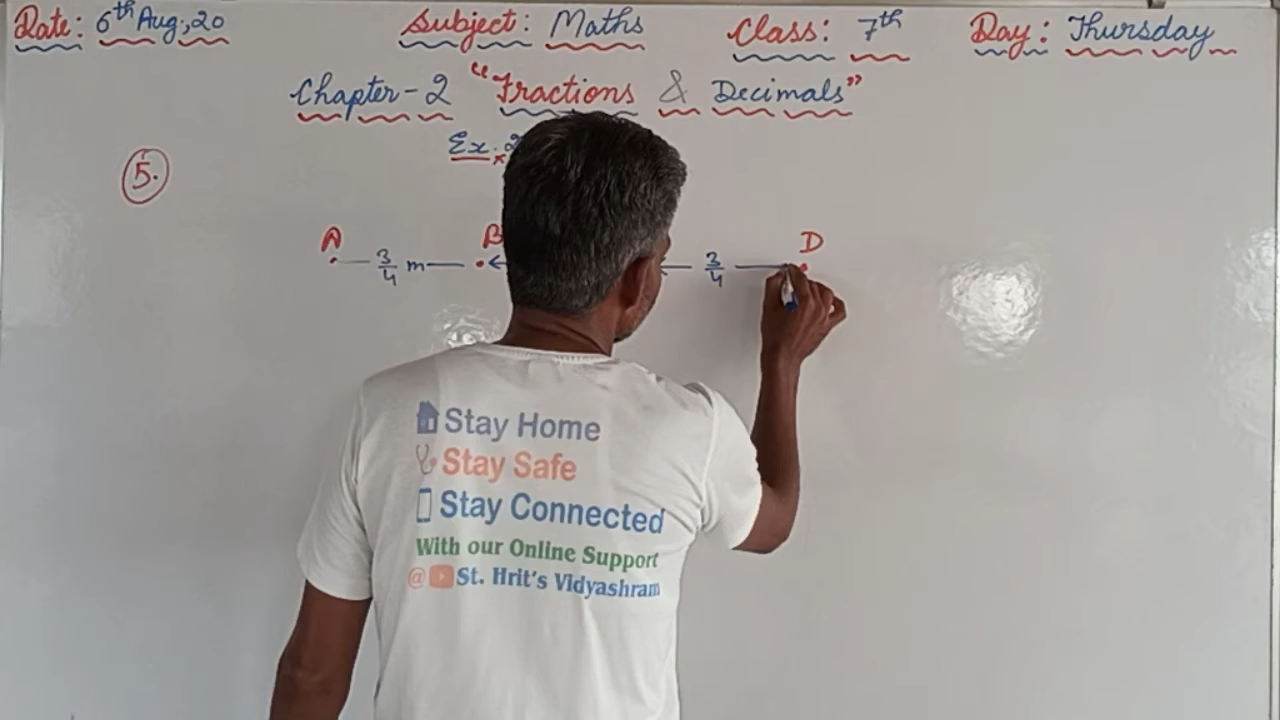 Date: 6th Aug,20 Subject: Maths Class: 7th Day: Thursday
Chapter-2 "Fractions & Decimals"
Ex.
5.
A B D
3/4 m 3/4
Stay Home
Stay Safe
Stay Connected
With our Online Support
@ St. Hrit's Vidyashram